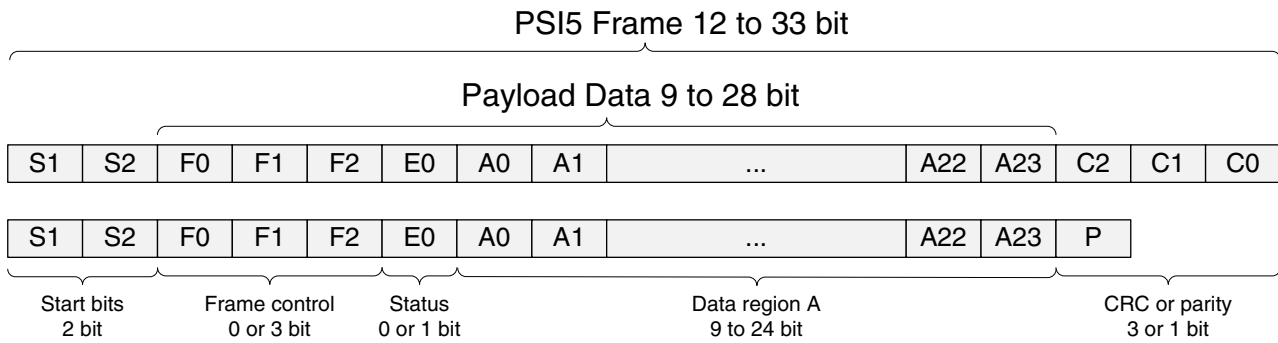 PSI5 Frame 12 to 33 bit
Payload Data 9 to 28 bit
S1 S2 F0 F1 F2 E0 A0 A1 ... A22 A23 C2 C1 C0
S1 S2 F0 F1 F2 E0 A0 A1 ... A22 A23 P
Start bits Frame control Status Data region A CRC or parity
2 bit 0 or 3 bit 0 or 1 bit 9 to 24 bit 3 or 1 bit